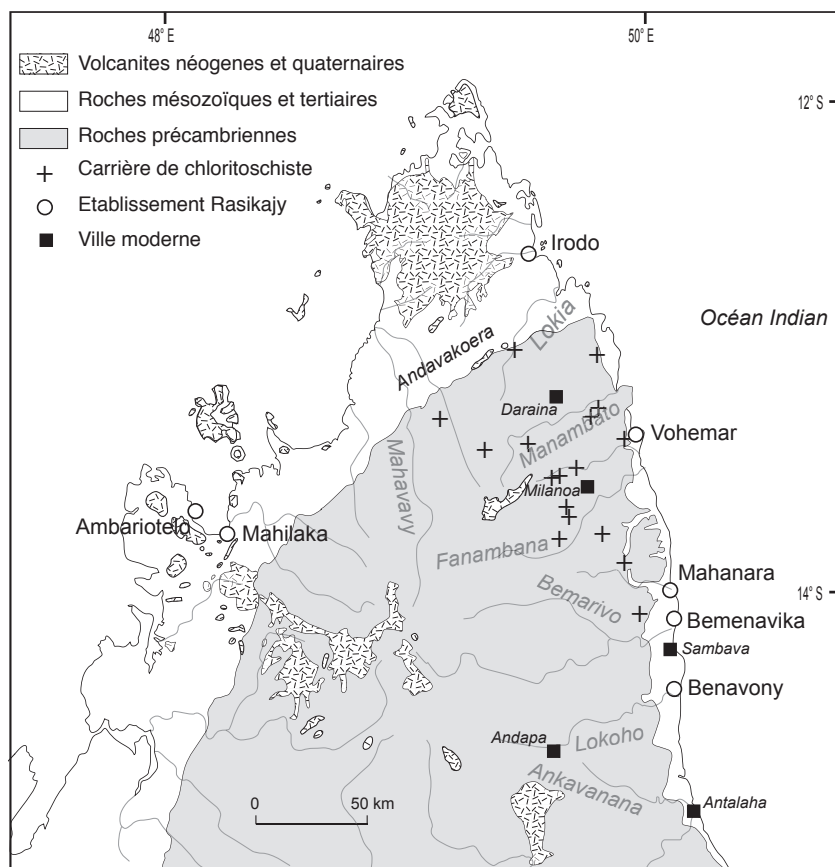 48° E
50° E
Volcanites néogenes et quaternaires
Roches mésozoïques et tertiaires
12° S
Roches précambriennes
Carrière de chloritoschiste
Etablissement Rasikajy
Ville moderne
Irodo
Océan Indian
Lokia
Andavakoera
Daraina
Manambato
Vohemar
Mahavavy
Milanoa
Ambariotelo
Mahilaka
Fanambana
Mahanara
14° S
Bemarivo
Bemenavika
Sambava
Benavony
Andapa
Lokoho
Ankavanana
0 50 km
Antalaha